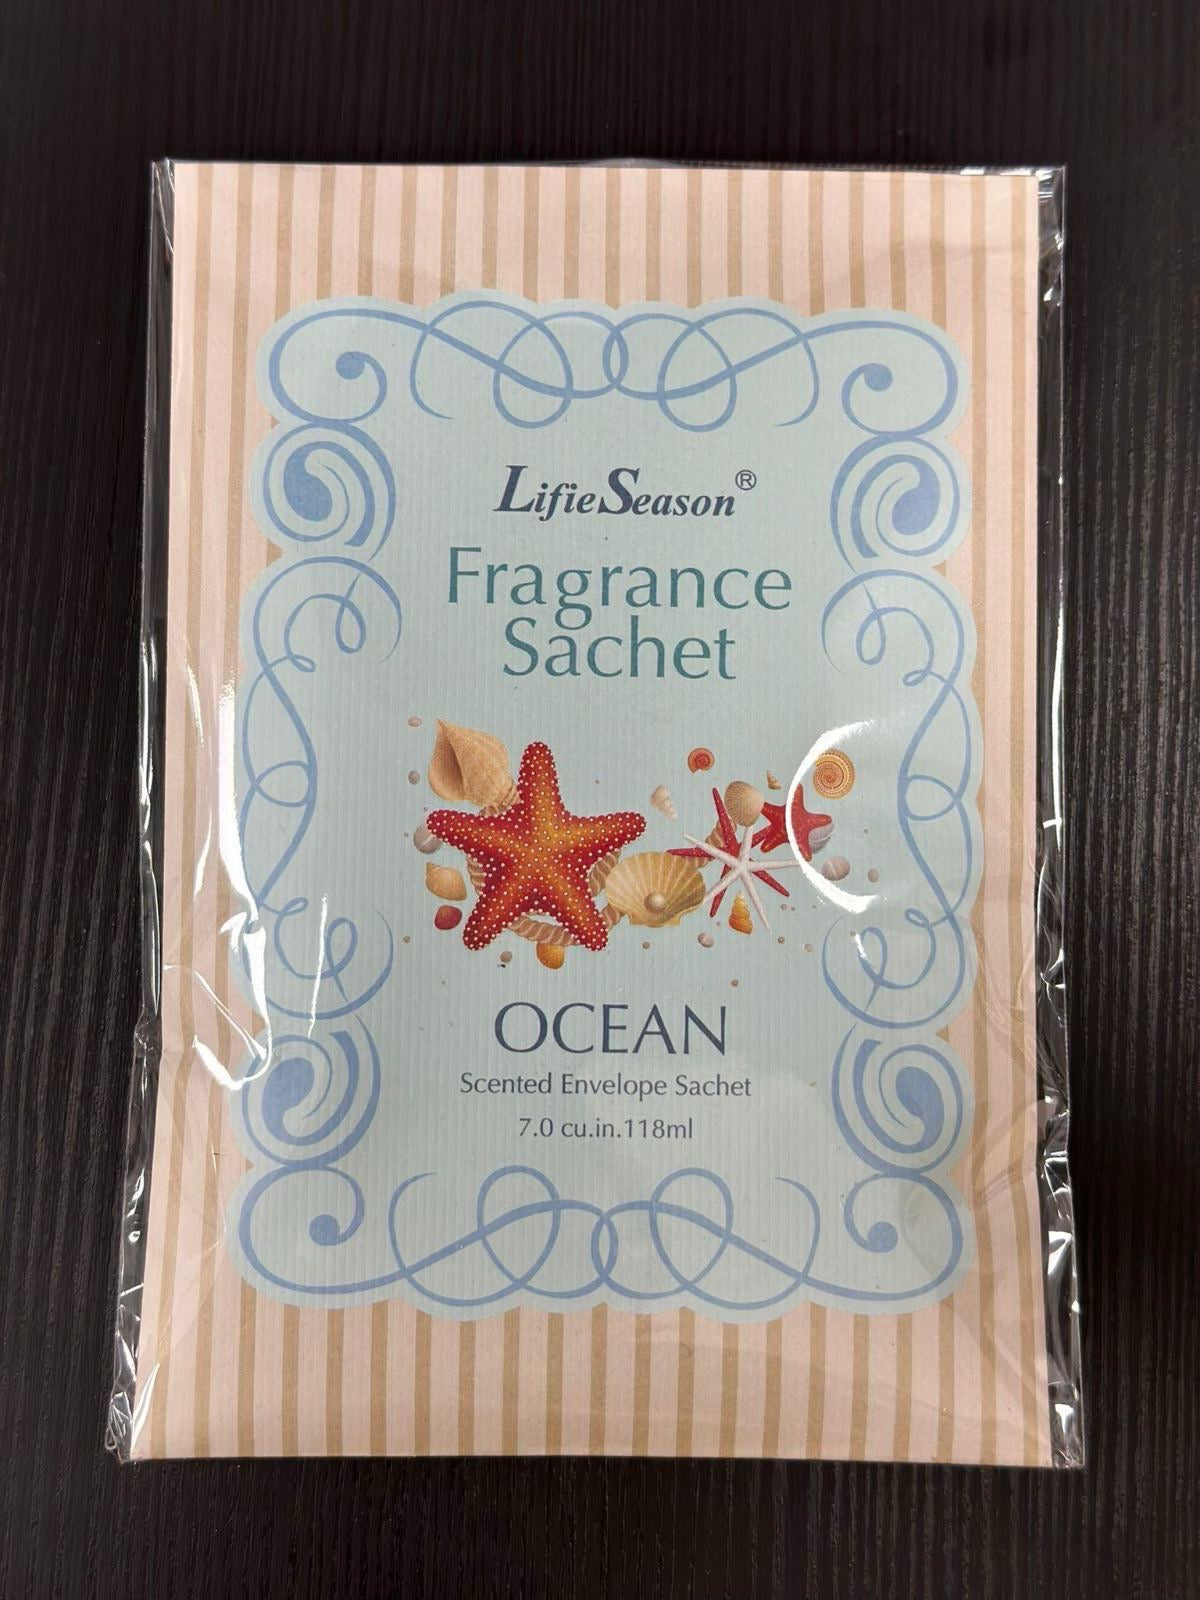 LifieSeason®
Fragrance
Sachet
OCEAN
Scented Envelope Sachet
7.0 cu.in.118ml